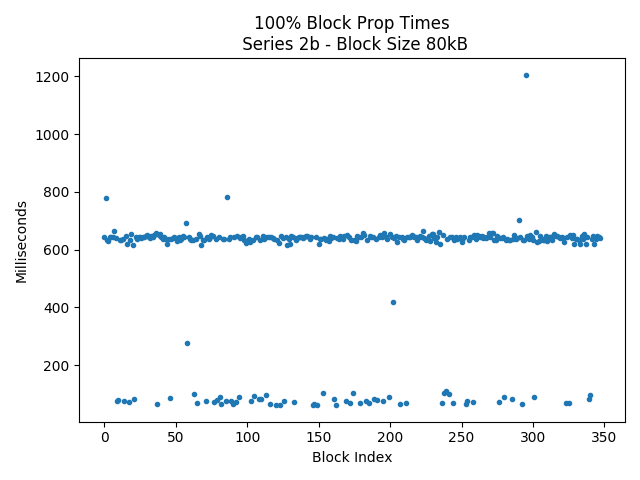 100% Block Prop Times
Series 2b - Block Size 80kB
Milliseconds
1200
1000
800
600
400
200
0 50 100 150 200 250 300 350
Block Index